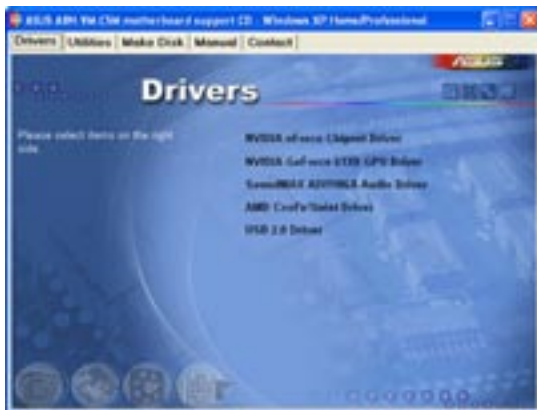 ASUS A8N-VM CSM motherboard support CD - Windows XP Home/Professional
Drivers Utilities Make Disk Manual Contact
ASUS
Drivers
Please select items on the right
side.
NVIDIA nForce Chipset Driver
NVIDIA GeForce GPU Driver
SoundMAX Audio Driver
AMD Cool'n'Quiet Driver
USB 2.0 Driver